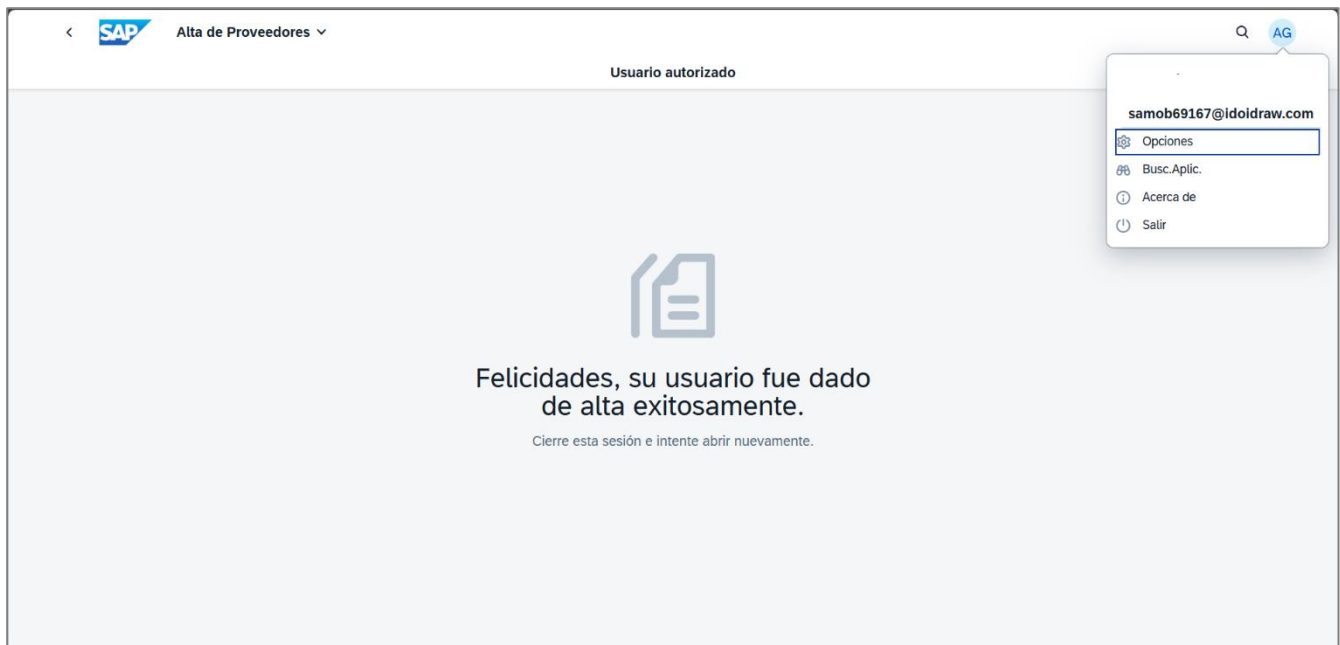 SAP
Alta de Proveedores
AG
Usuario autorizado
samob69167@idoidraw.com
Opciones
Busc.Aplic.
Acerca de
Salir
Felicidades, su usuario fue dado
de alta exitosamente.
Cierre esta sesión e intente abrir nuevamente.